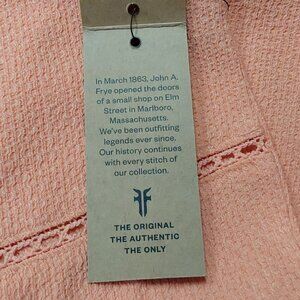 In March 1863, John A.
Frye opened the doors
of a small shop on Elm
Street in Marlboro,
Massachusetts.
We've been outfitting
legends ever since.
Our history continues
with every stitch of
our collection.
THE ORIGINAL
THE AUTHENTIC
THE ONLY